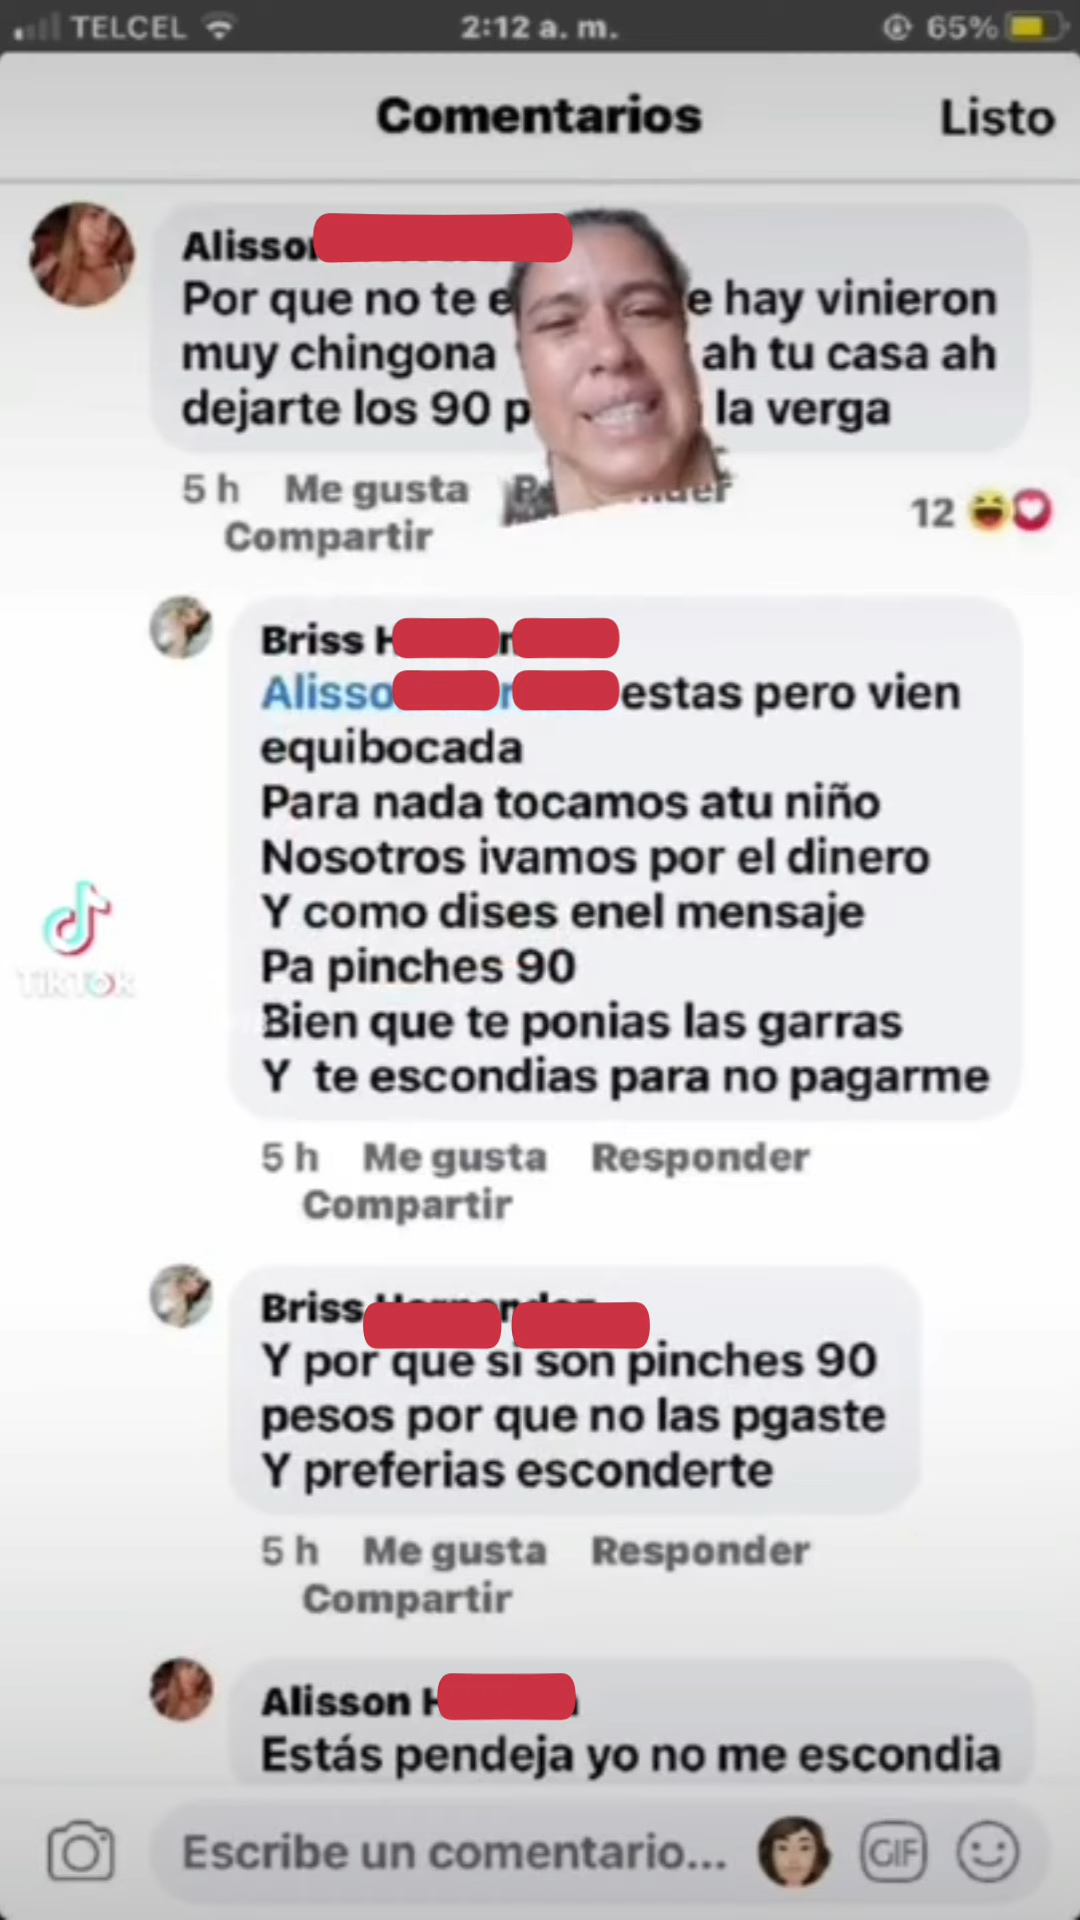 TELCEL 2:12 a. m. 65%
Comentarios Listo
Alisson
Por que no te e e hay vinieron
muy chingona ah tu casa ah
dejarte los 90 p la verga
5 h Me gusta
Compartir 12
Briss H
Alisso estas pero vien
equibocada
Para nada tocamos atu niño
Nosotros ivamos por el dinero
Y como dises enel mensaje
Pa pinches 90
Bien que te ponias las garras
Y te escondias para no pagarme
5 h Me gusta Responder
Compartir
TikTok
Briss
Y por que si son pinches 90
pesos por que no las pgaste
Y preferias esconderte
5 h Me gusta Responder
Compartir
Alisson H
Estás pendeja yo no me escondia
Escribe un comentario... GIF